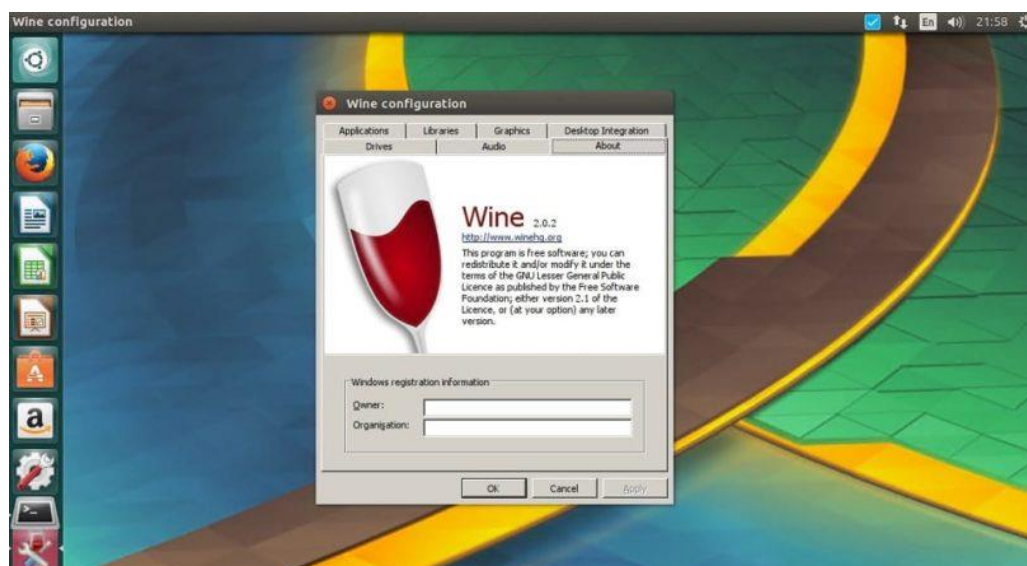 Wine configuration
En
21:58
Wine configuration
Applications Libraries Graphics Desktop Integration
Drives Audio About
Wine 2.0.2
http://www.winehq.org
This program is free software; you can
redistribute it and/or modify it under the
terms of the GNU Lesser General Public
Licence as published by the Free Software
Foundation; either version 2.1 of the
Licence, or (at your option) any later
version.
Windows registration information
Owner:
Organisation:
OK Cancel Apply
a
>_